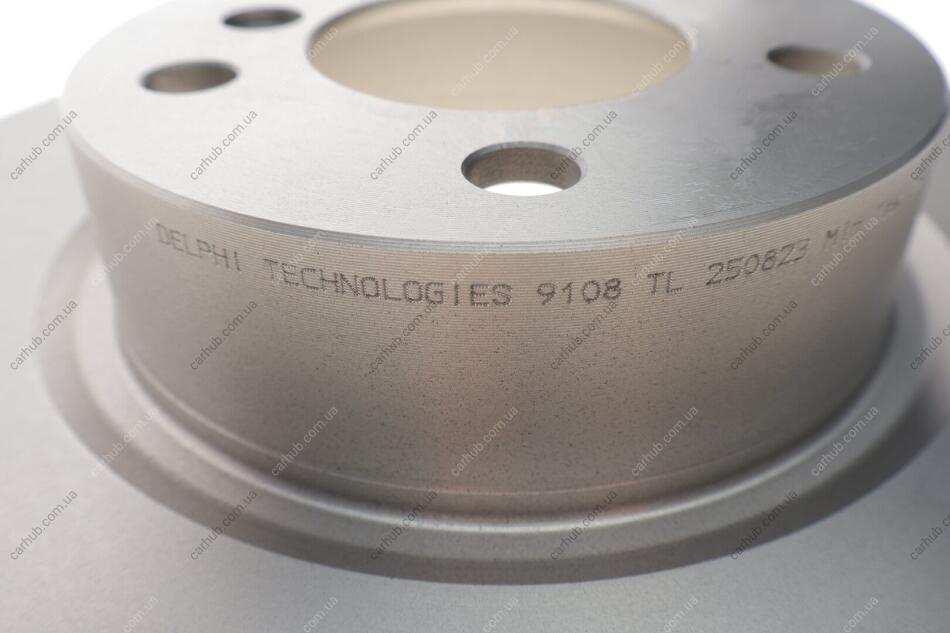 DELPHI TECHNOLOGIES 9108 TL 250823
carhub.com.ua